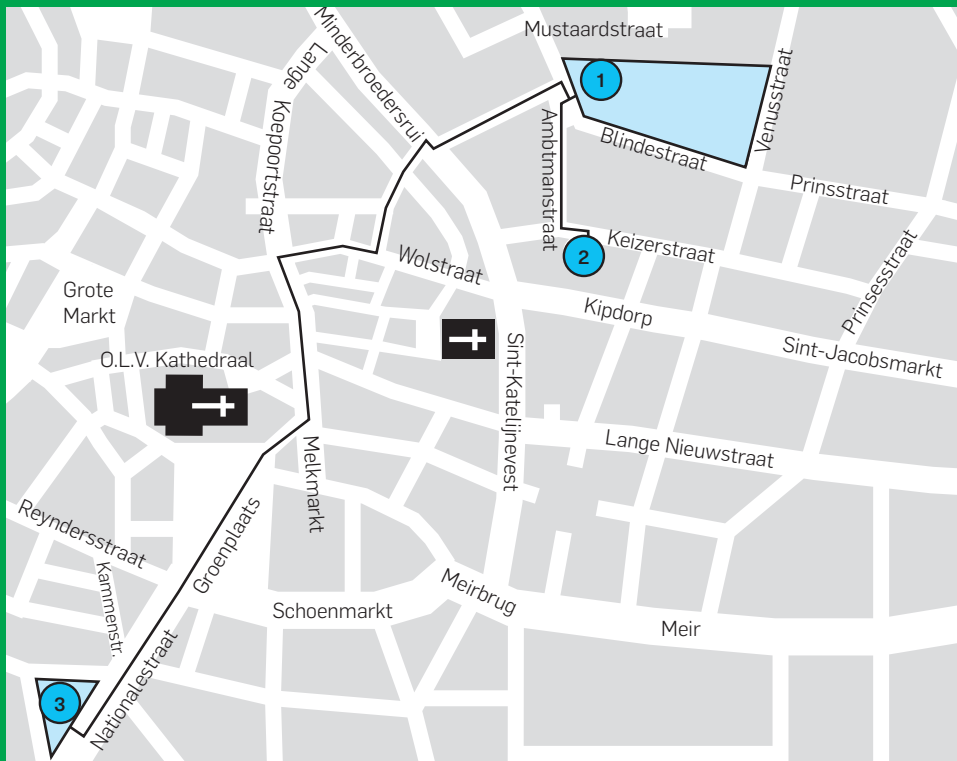 Mustaardstraat
Minderbroedersrui
Lange Koepoortstraat
1
Venusstraat
Ambtmanstraat
Blindestraat
Prinsstraat
Keizerstraat
2
Wolstraat
Prinsesstraat
Grote
Markt
Kipdorp
Sint-Jacobsmarkt
O.L.V. Kathedraal
Sint-Katelijnevest
Lange Nieuwstraat
Melkmarkt
Reyndersstraat
Groenplaats
Kammenstr.
Meirbrug
Schoenmarkt
Meir
Nationalestraat
3